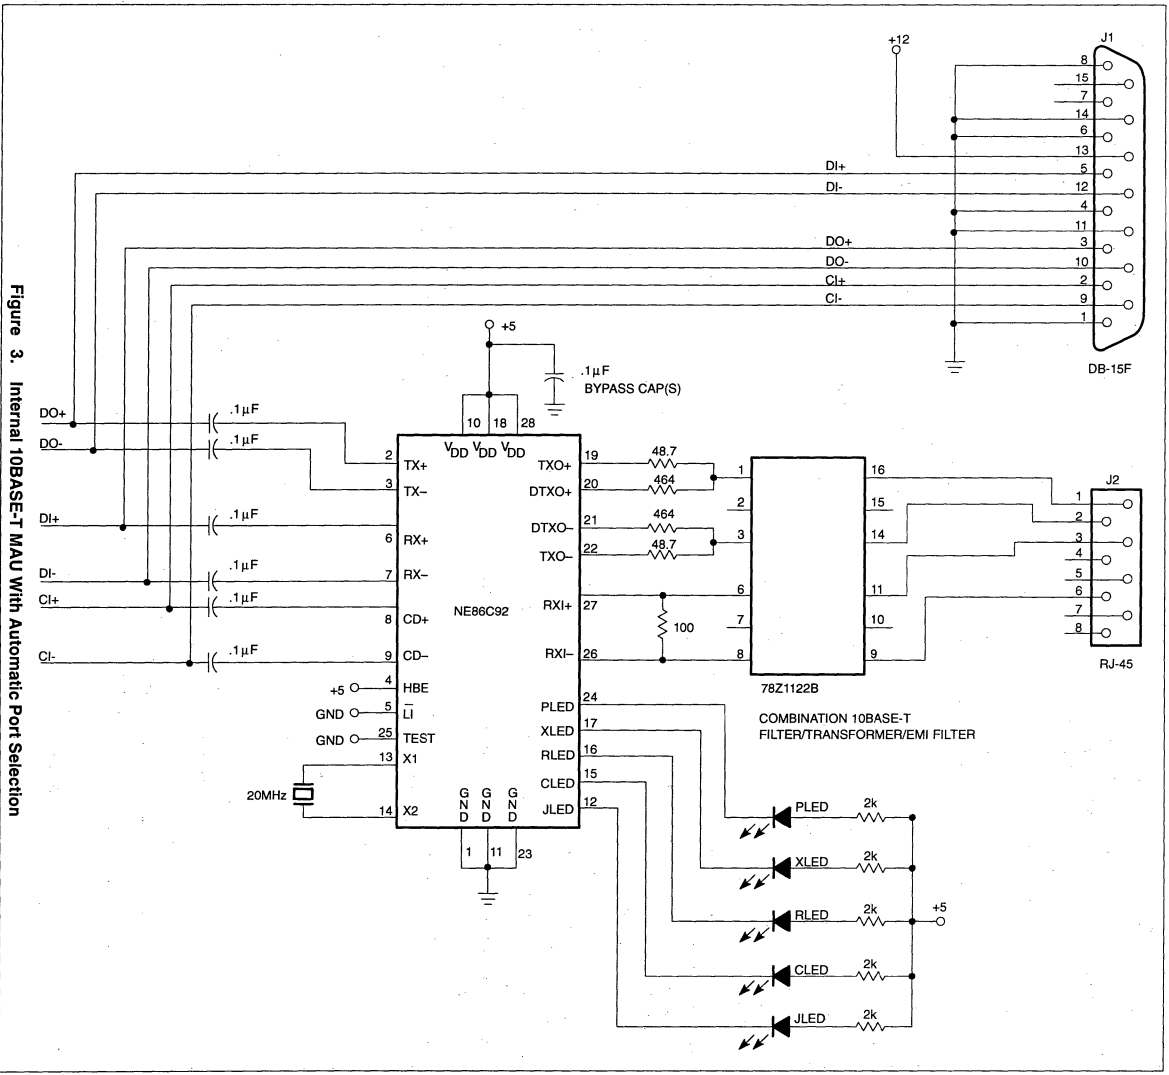 +12
J1
8
15
7
14
6
13
5
12
4
11
3
10
2
9
1
DB-15F
DI+
DI-
DO+
DO-
CI+
CI-
+5
.1µF
BYPASS CAP(S)
DO+
.1µF
DO-
.1µF
DI+
.1µF
DI-
.1µF
CI+
.1µF
CI-
.1µF
10 18 28
VDD VDD VDD
2 TX+
3 TX–
6 RX+
7 RX–
8 CD+
9 CD–
+5 4 HBE
GND 5 LI
GND 25 TEST
13 X1
20MHz
14 X2
NE86C92
GND GND GND
1 11 23
TXO+ 19 48.7
DTXO+ 20 464
DTXO– 21 464
TXO– 22 48.7
RXI+ 27
100
RXI– 26
PLED 24
XLED 17
RLED 16
CLED 15
JLED 12
1 16
2 15
3 14
6 11
7 10
8 9
78Z1122B
COMBINATION 10BASE-T
FILTER/TRANSFORMER/EMI FILTER
J2
1
2
3
4
5
6
7
8
RJ-45
PLED 2k
XLED 2k
RLED 2k
+5
CLED 2k
JLED 2k
Figure 3. Internal 10BASE-T MAU With Automatic Port Selection